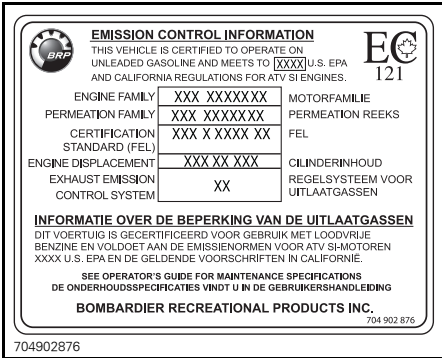 EMISSION CONTROL INFORMATION
THIS VEHICLE IS CERTIFIED TO OPERATE ON
UNLEADED GASOLINE AND MEETS TO XXXX U.S. EPA
AND CALIFORNIA REGULATIONS FOR ATV SI ENGINES.
BRP
EC
121
ENGINE FAMILY XXX XXXXXXX MOTORFAMILIE
PERMEATION FAMILY XXX XXXXXXX PERMEATION REEKS
CERTIFICATION XXX X XXXX XX FEL
STANDARD (FEL)
ENGINE DISPLACEMENT XXX XX XXX CILINDERINHOUD
EXHAUST EMISSION XX REGELSYSTEEM VOOR
CONTROL SYSTEM UITLAATGASSEN
INFORMATIE OVER DE BEPERKING VAN DE UITLAATGASSEN
DIT VOERTUIG IS GECERTIFICEERD VOOR GEBRUIK MET LOODVRIJE
BENZINE EN VOLDOET AAN DE EMISSIENORMEN VOOR ATV SI-MOTOREN
XXXX U.S. EPA EN DE GELDENDE VOORSCHRIFTEN IN CALIFORNIË.
SEE OPERATOR'S GUIDE FOR MAINTENANCE SPECIFICATIONS
DE ONDERHOUDSSPECIFICATIES VINDT U IN DE GEBRUIKERSHANDLEIDING
BOMBARDIER RECREATIONAL PRODUCTS INC.
704 902 876
704902876